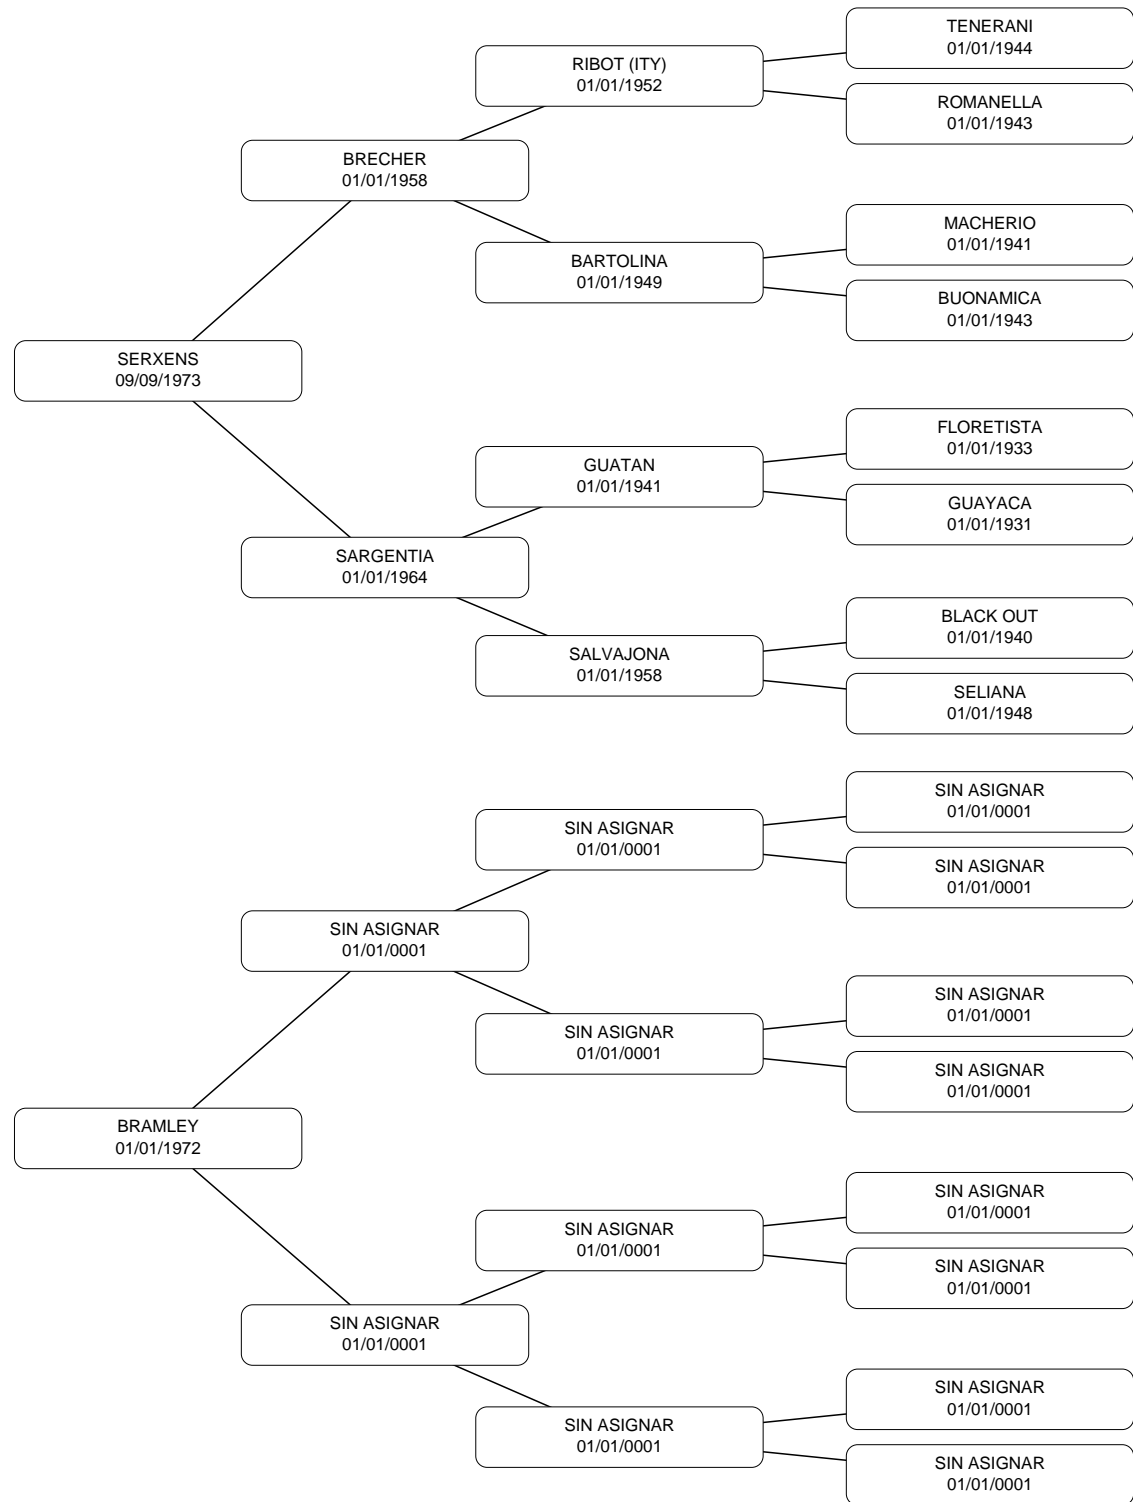 TENERANI
01/01/1944
RIBOT (ITY)
01/01/1952
ROMANELLA
01/01/1943
BRECHER
01/01/1958
MACHERIO
01/01/1941
BARTOLINA
01/01/1949
BUONAMICA
01/01/1943
SERXENS
09/09/1973
FLORETISTA
01/01/1933
GUATAN
01/01/1941
GUAYACA
01/01/1931
SARGENTIA
01/01/1964
BLACK OUT
01/01/1940
SALVAJONA
01/01/1958
SELIANA
01/01/1948
SIN ASIGNAR
01/01/0001
SIN ASIGNAR
01/01/0001
SIN ASIGNAR
01/01/0001
SIN ASIGNAR
01/01/0001
SIN ASIGNAR
01/01/0001
SIN ASIGNAR
01/01/0001
SIN ASIGNAR
01/01/0001
BRAMLEY
01/01/1972
SIN ASIGNAR
01/01/0001
SIN ASIGNAR
01/01/0001
SIN ASIGNAR
01/01/0001
SIN ASIGNAR
01/01/0001
SIN ASIGNAR
01/01/0001
SIN ASIGNAR
01/01/0001
SIN ASIGNAR
01/01/0001